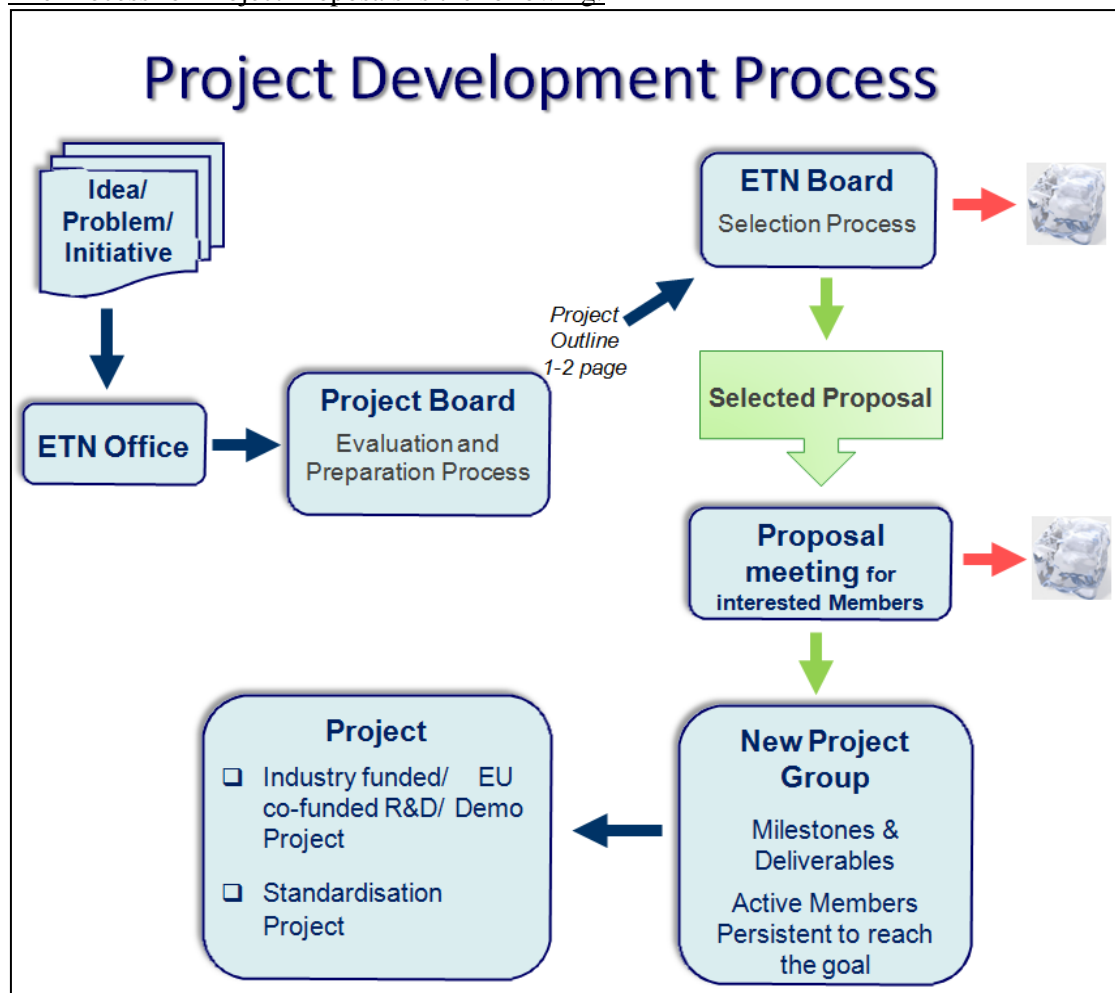 Project Development Process
Idea/
Problem/
Initiative
ETN Office
Project Board
Evaluation and
Preparation Process
Project
Outline
1-2 page
ETN Board
Selection Process
Selected Proposal
Proposal
meeting for
interested Members
New Project
Group
Milestones &
Deliverables
Active Members
Persistent to reach
the goal
Project
❑ Industry funded/ EU
co-funded R&D/ Demo
Project
❑ Standardisation
Project